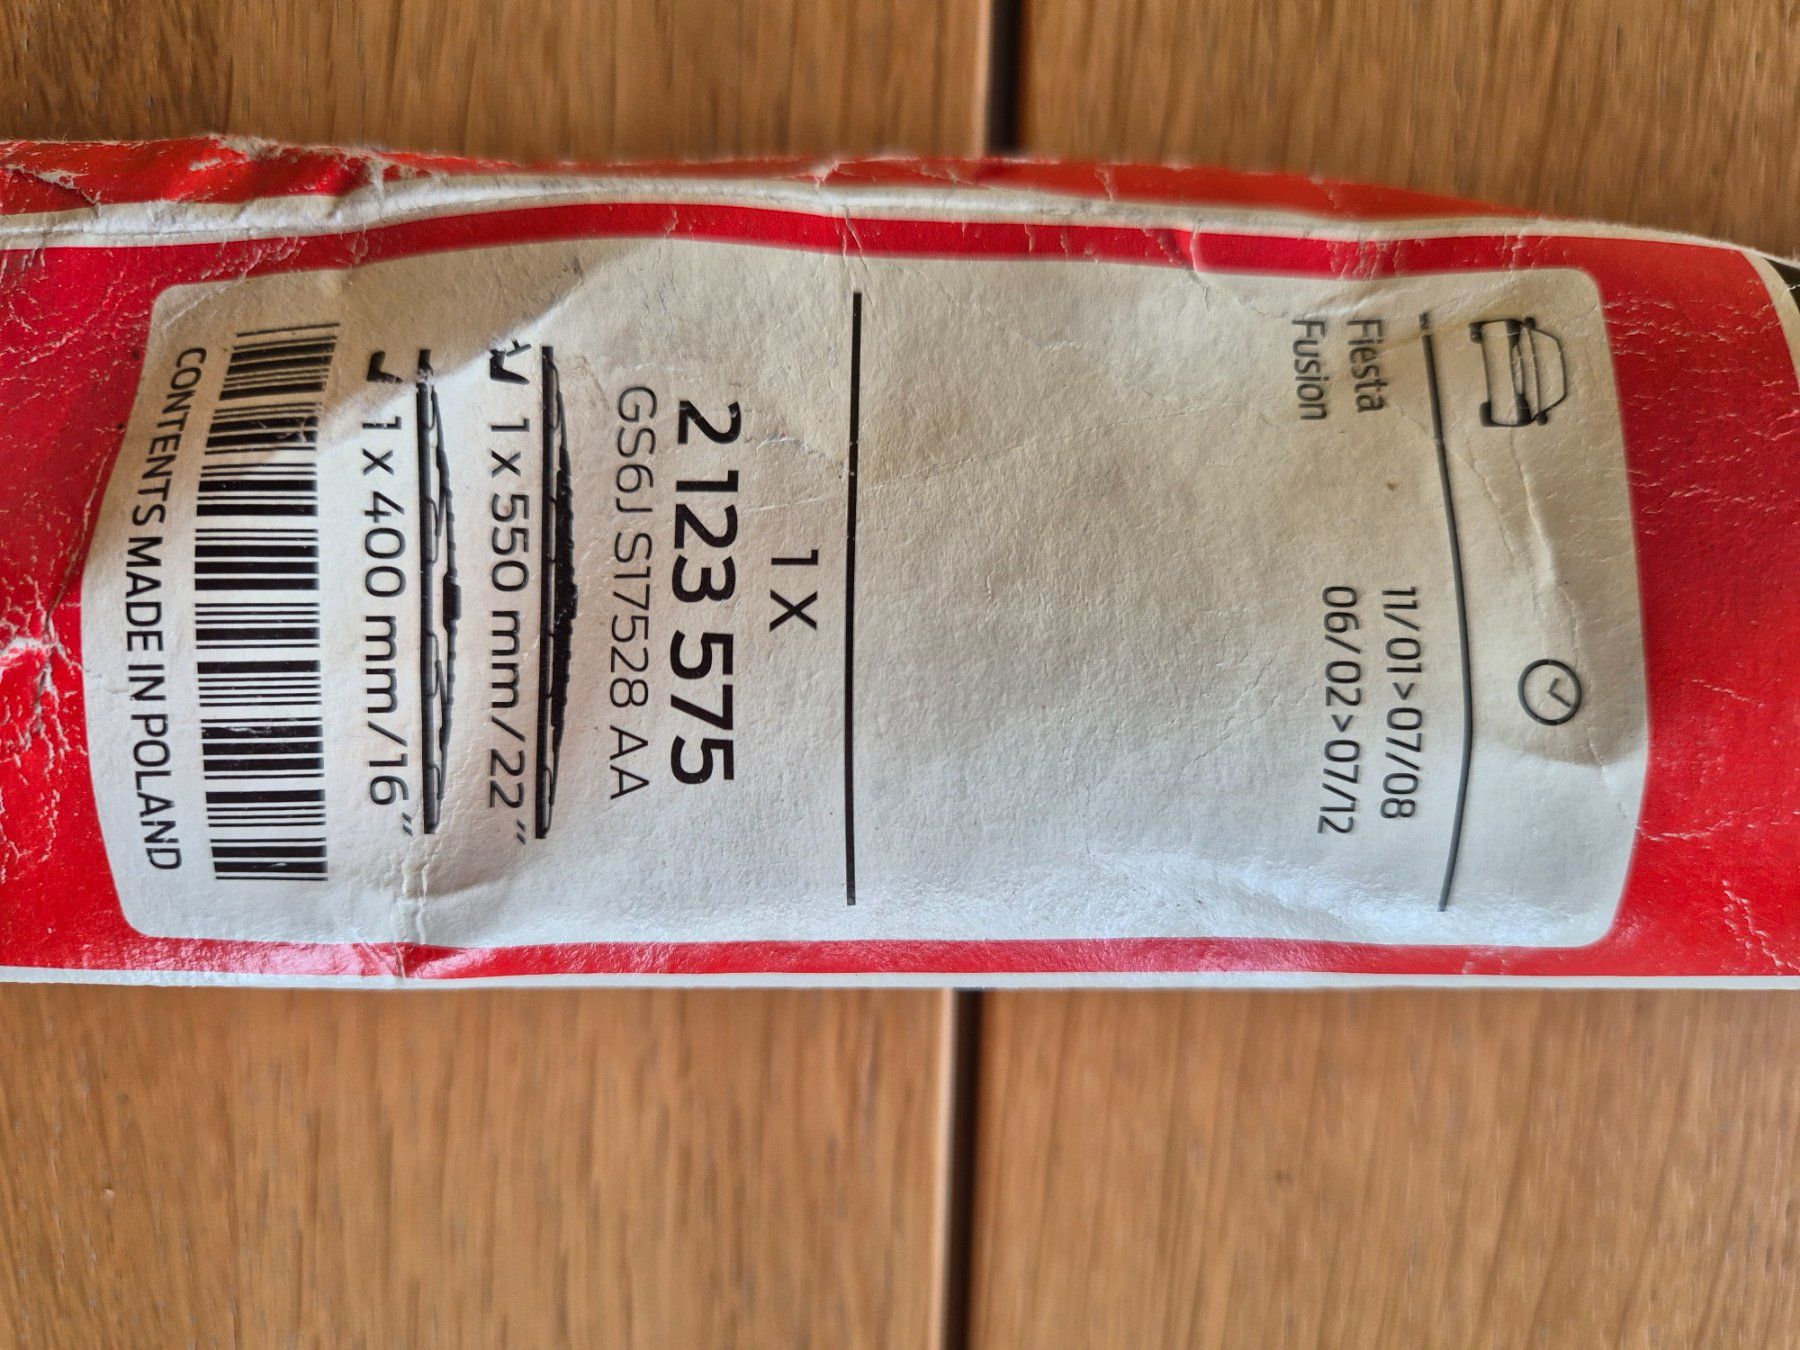 Fiesta 11/01>07/08
Fusion 06/02>07/12
1X
2 123 575
GS6J S17528 AA
1 x 550 mm/22”
1 x 400 mm/16”
CONTENTS MADE IN POLAND